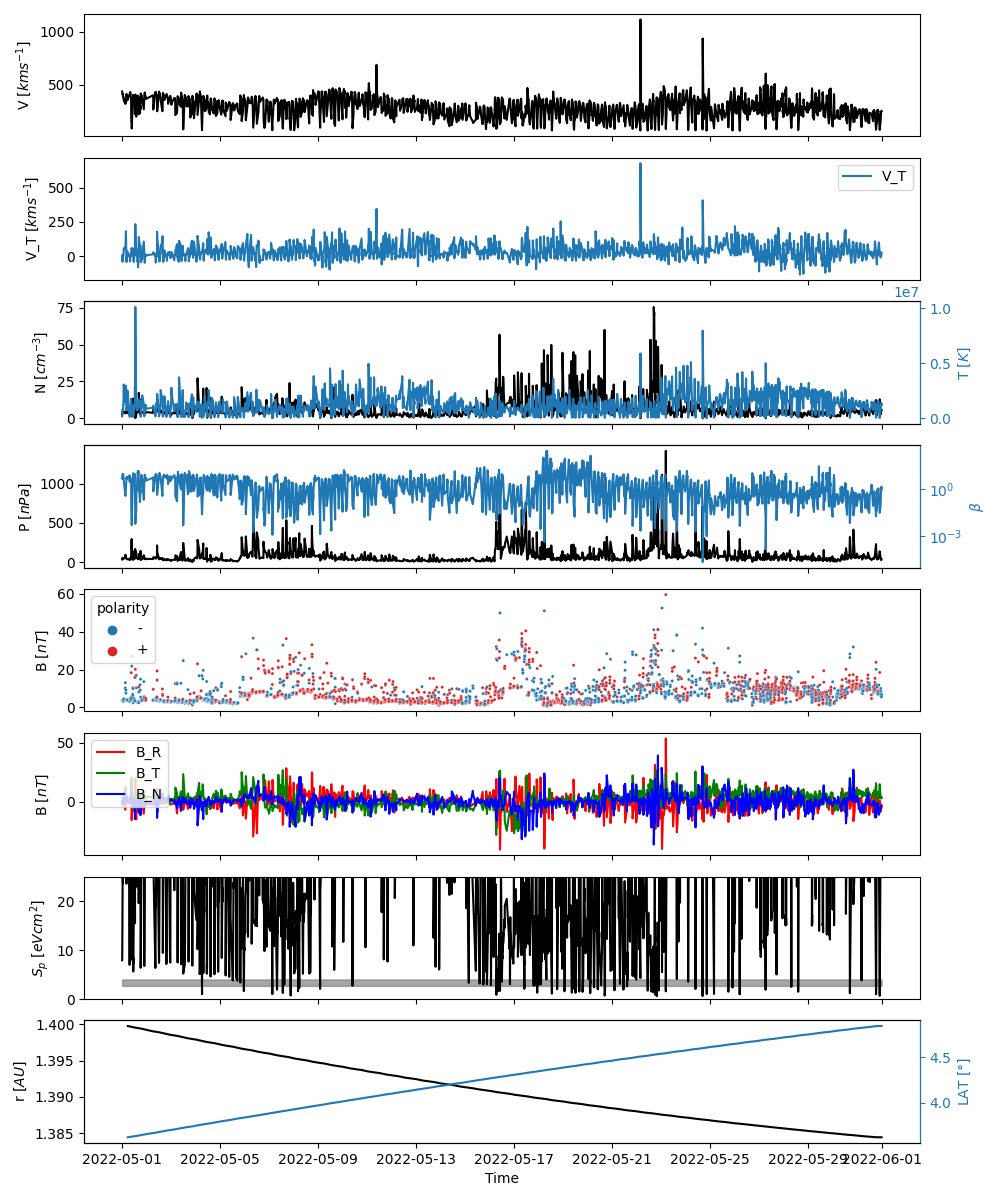 V [kms⁻¹]
1000
500
V_T [kms⁻¹]
500
250
0
V_T
1e7
N [cm⁻³]
75
50
25
0
1.0
0.5
0.0
T [K]
P [nPa]
1000
500
0
10⁰
10⁻³
β
B [nT]
60
40
20
0
polarity
-
+
B [nT]
50
0
B_R
B_T
B_N
Sₚ [eVcm²]
20
10
0
r [AU]
1.400
1.395
1.390
1.385
4.5
4.0
LAT [°]
2022-05-01 2022-05-05 2022-05-09 2022-05-13 2022-05-17 2022-05-21 2022-05-25 2022-05-29 2022-06-01
Time